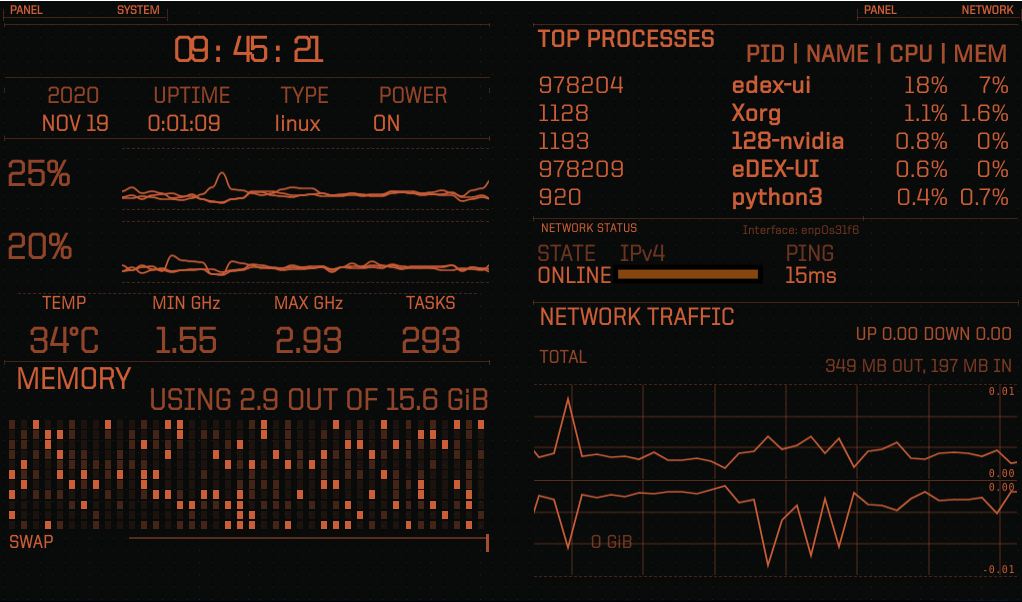 PANEL SYSTEM
09:45:21
2020 UPTIME TYPE POWER
NOV 19 0:01:09 linux ON
25%
20%
TEMP MIN GHz MAX GHz TASKS
34°C 1.55 2.93 293
MEMORY
USING 2.9 OUT OF 15.6 GiB
SWAP
0 GiB
PANEL NETWORK
TOP PROCESSES
PID | NAME | CPU | MEM
978204 edex-ui 18% 7%
1128 Xorg 1.1% 1.6%
1193 128-nvidia 0.8% 0%
978209 eDEX-UI 0.6% 0%
920 python3 0.4% 0.7%
NETWORK STATUS
Interface: enp0s31f6
STATE IPv4 PING
ONLINE 15ms
NETWORK TRAFFIC
UP 0.00 DOWN 0.00
TOTAL
349 MB OUT, 197 MB IN
0.01
0.00
0.00
-0.01